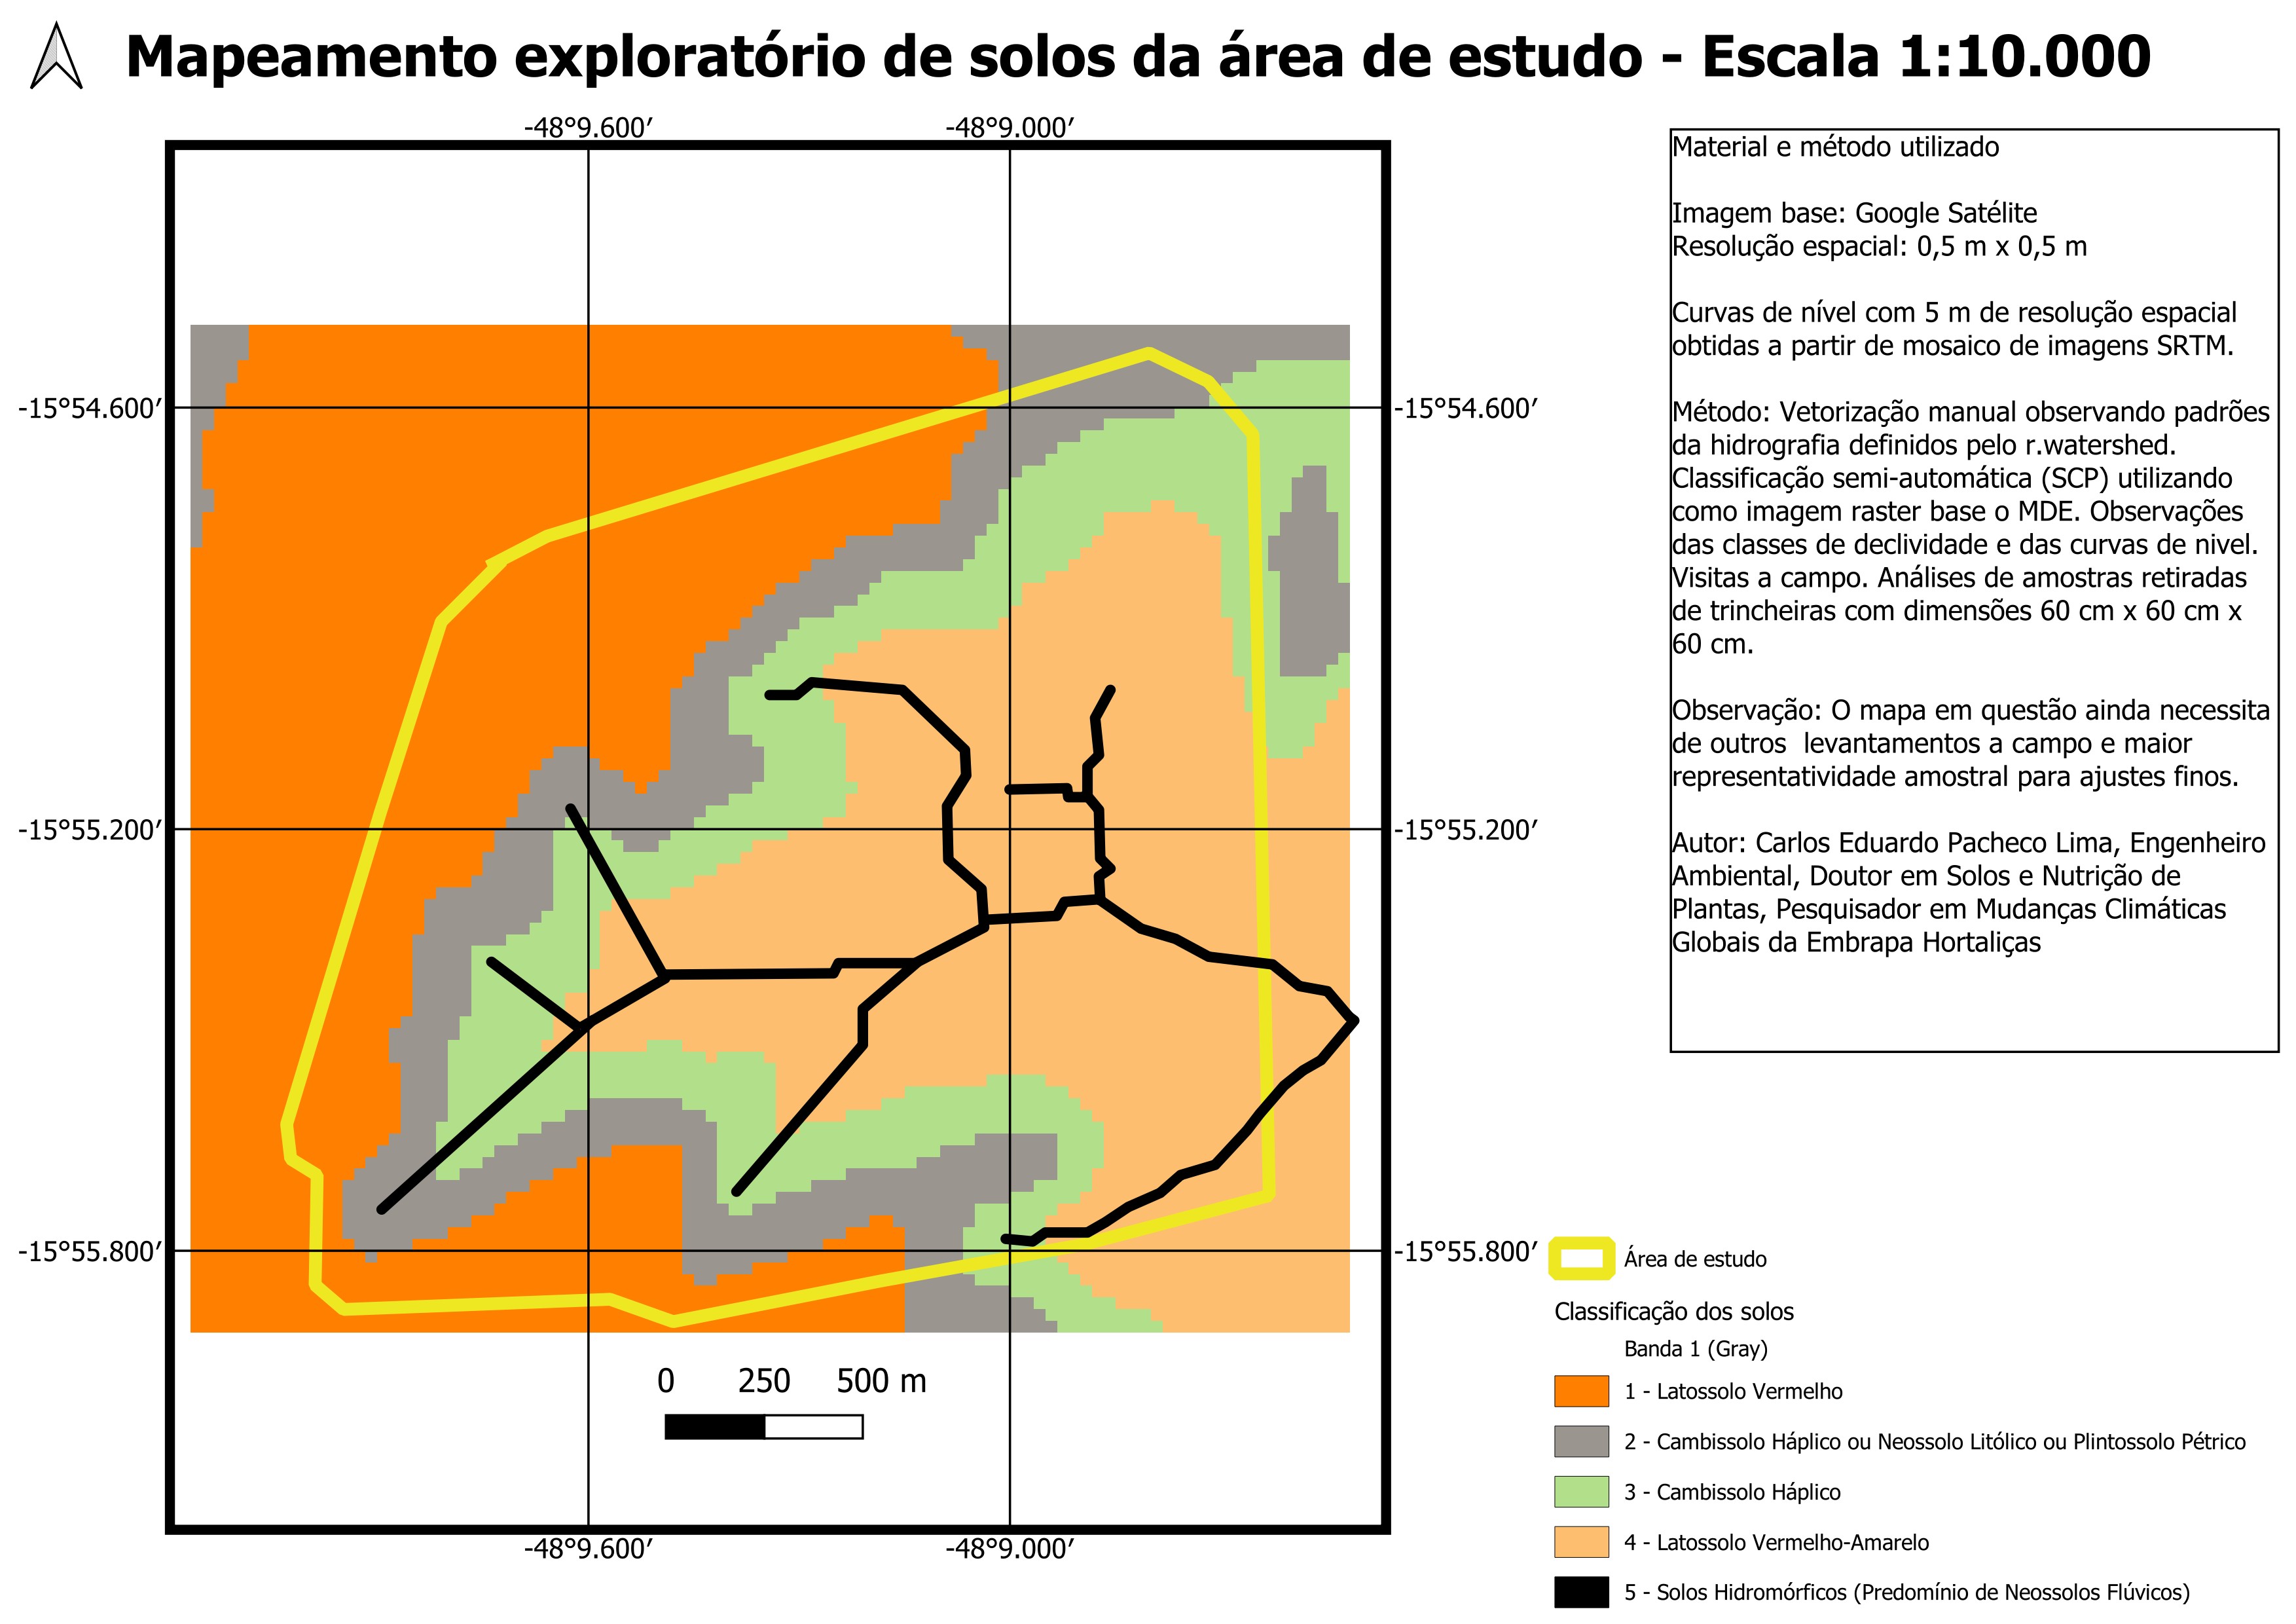 Mapeamento exploratório de solos da área de estudo - Escala 1:10.000
-48°9.600′ -48°9.000′
-15°54.600′ -15°54.600′
-15°55.200′ -15°55.200′
-15°55.800′ -15°55.800′
0 250 500 m
-48°9.600′ -48°9.000′
Material e método utilizado
Imagem base: Google Satélite
Resolução espacial: 0,5 m x 0,5 m
Curvas de nível com 5 m de resolução espacial
obtidas a partir de mosaico de imagens SRTM.
Método: Vetorização manual observando padrões
da hidrografia definidos pelo r.watershed.
Classificação semi-automática (SCP) utilizando
como imagem raster base o MDE. Observações
das classes de declividade e das curvas de nivel.
Visitas a campo. Análises de amostras retiradas
de trincheiras com dimensões 60 cm x 60 cm x
60 cm.
Observação: O mapa em questão ainda necessita
de outros  levantamentos a campo e maior
representatividade amostral para ajustes finos.
Autor: Carlos Eduardo Pacheco Lima, Engenheiro
Ambiental, Doutor em Solos e Nutrição de
Plantas, Pesquisador em Mudanças Climáticas
Globais da Embrapa Hortaliças
Área de estudo
Classificação dos solos
Banda 1 (Gray)
1 - Latossolo Vermelho
2 - Cambissolo Háplico ou Neossolo Litólico ou Plintossolo Pétrico
3 - Cambissolo Háplico
4 - Latossolo Vermelho-Amarelo
5 - Solos Hidromórficos (Predomínio de Neossolos Flúvicos)